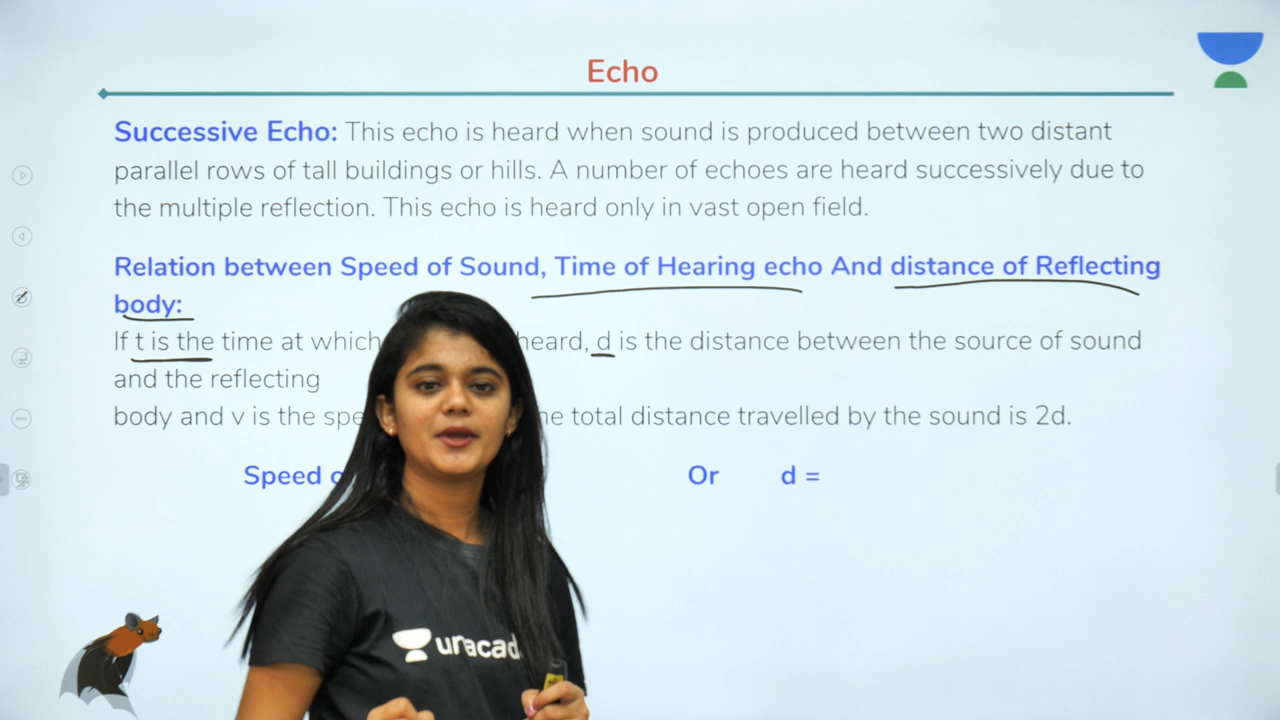 Echo
Successive Echo: This echo is heard when sound is produced between two distant
parallel rows of tall buildings or hills. A number of echoes are heard successively due to
the multiple reflection. This echo is heard only in vast open field.
Relation between Speed of Sound, Time of Hearing echo And distance of Reflecting
body:
If t is the time at which heard, d is the distance between the source of sound
and the reflecting
body and v is the total distance travelled by the sound is 2d.
Speed Or d =